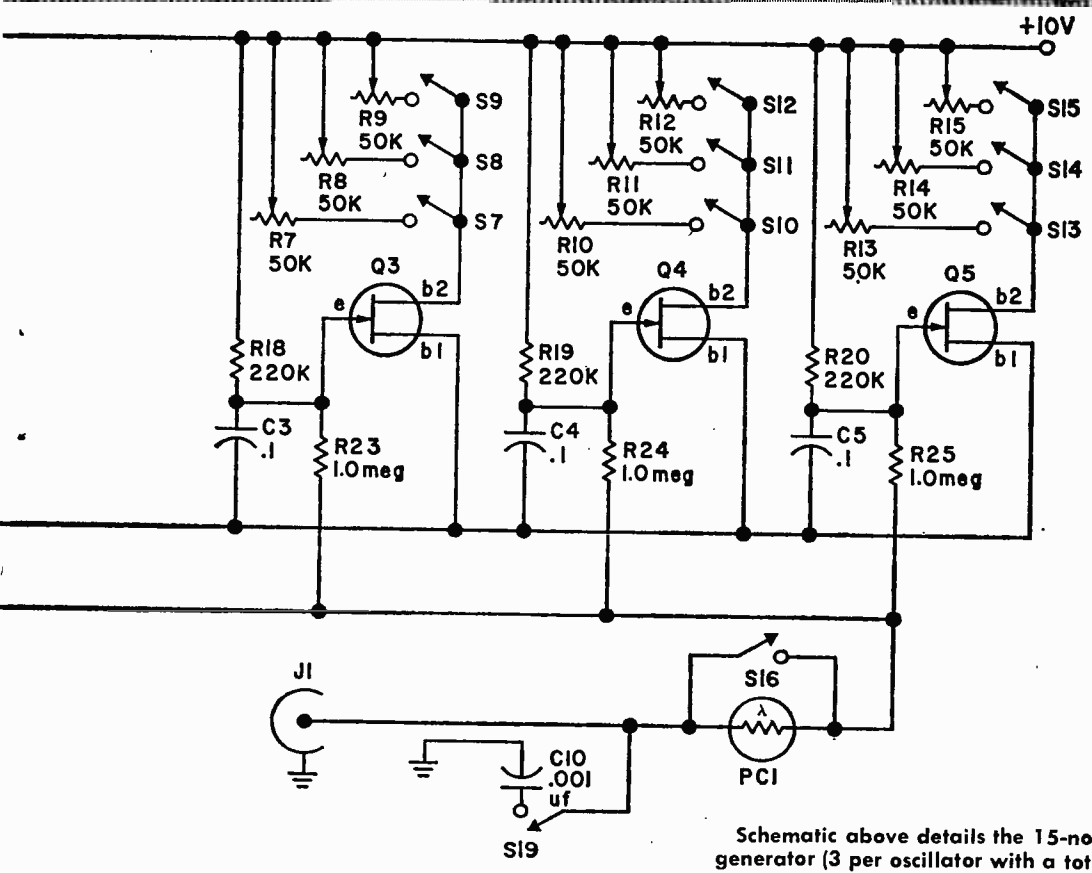 +10V
S9
R9
50K
S8
R8
50K
S7
R7
50K
S12
R12
50K
S11
R11
50K
S10
R10
50K
S15
R15
50K
S14
R14
50K
S13
R13
50K
Q3
b2
e
b1
Q4
b2
e
b1
Q5
b2
e
b1
R18
220K
R19
220K
R20
220K
C3
.1
R23
1.0meg
C4
.1
R24
1.0meg
C5
.1
R25
1.0meg
J1
S16
λ
PC1
C10
.001
uf
S19
Schematic above details the 15-no
generator (3 per oscillator with a tot